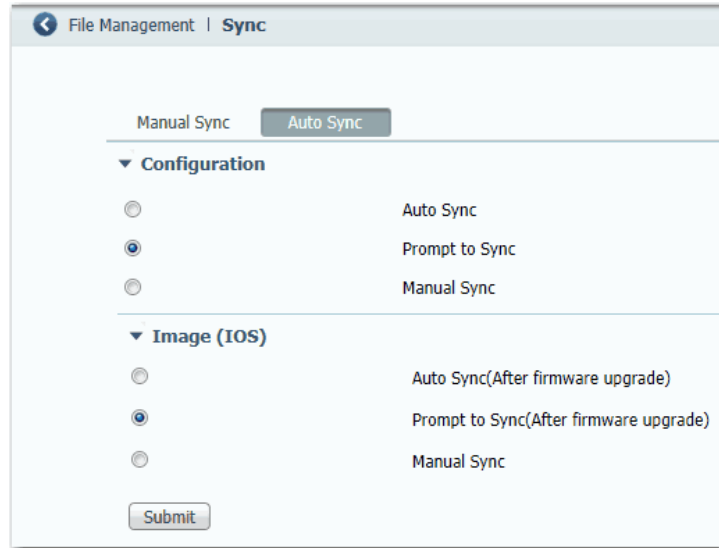 File Management | Sync
Manual Sync Auto Sync
Configuration
Auto Sync
Prompt to Sync
Manual Sync
Image (IOS)
Auto Sync(After firmware upgrade)
Prompt to Sync(After firmware upgrade)
Manual Sync
Submit